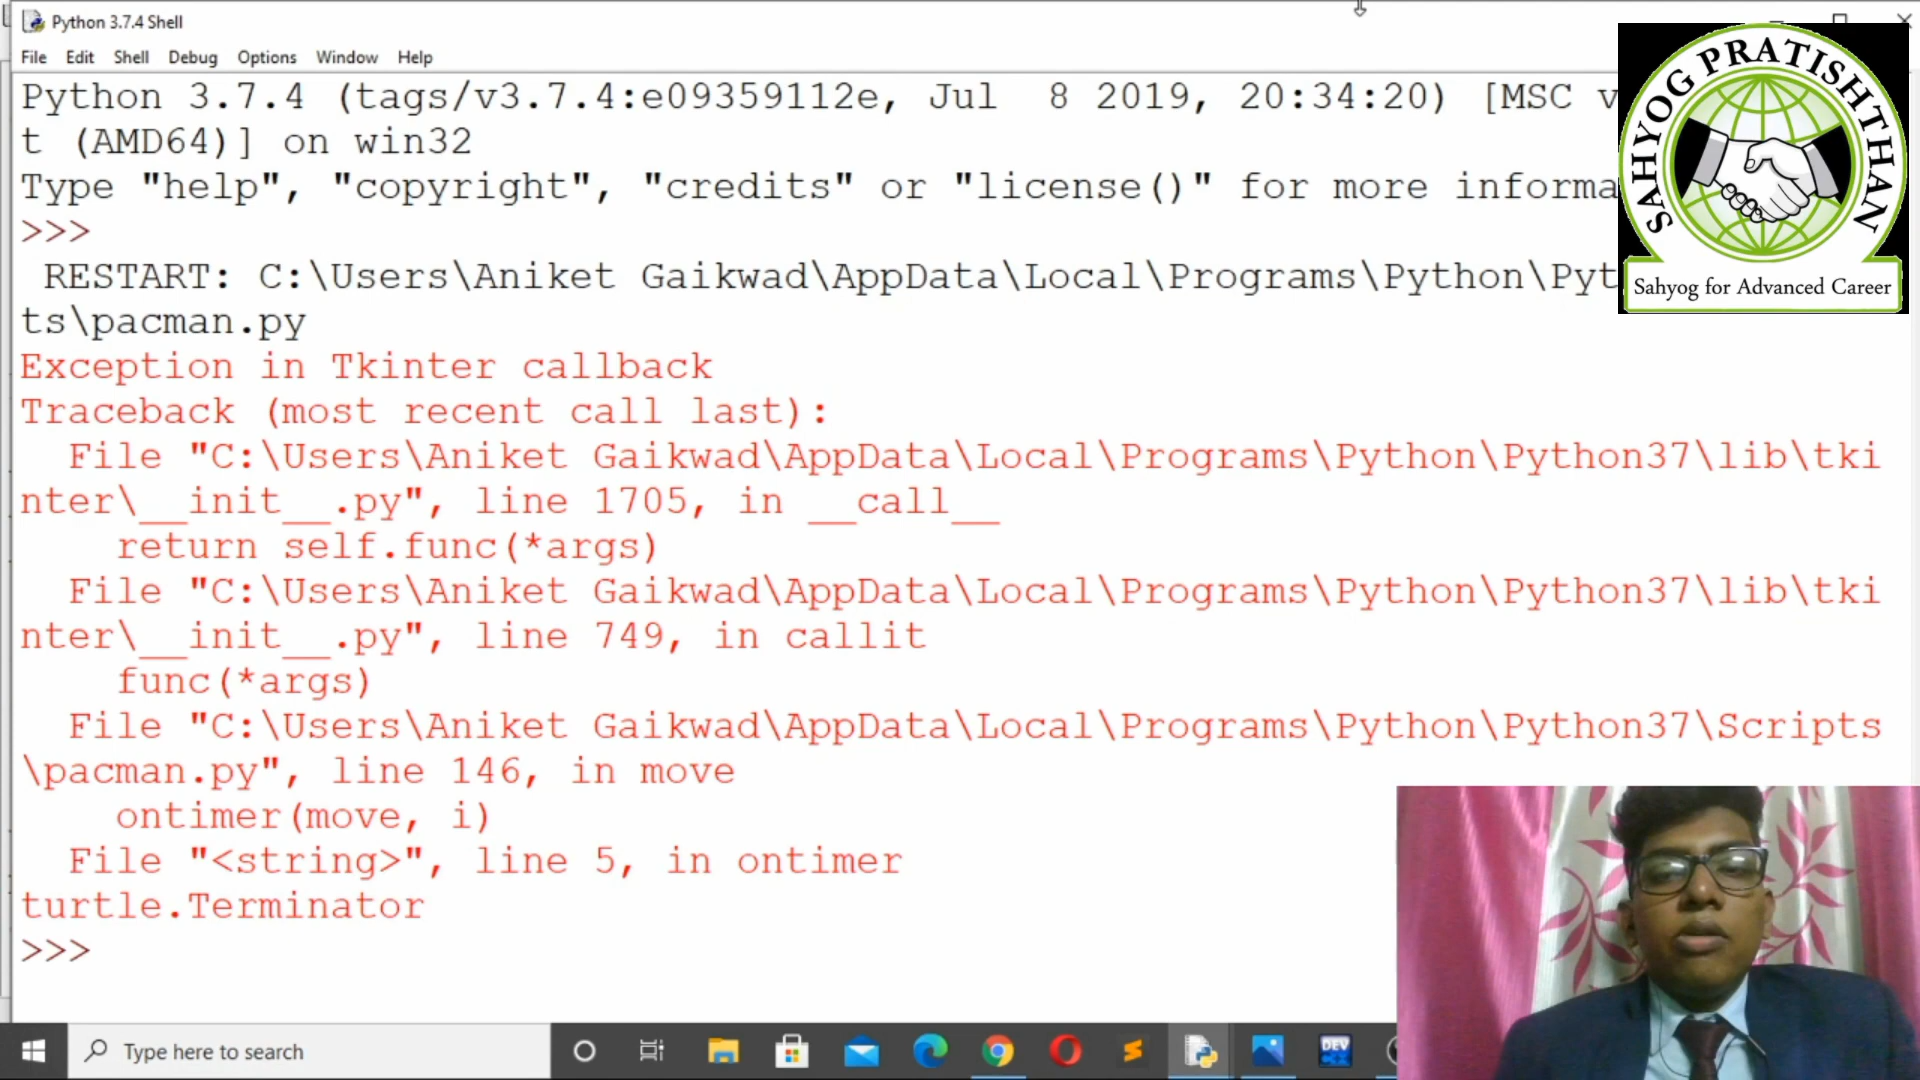 Python 3.7.4 Shell
File Edit Shell Debug Options Window Help
Python 3.7.4 (tags/v3.7.4:e09359112e, Jul  8 2019, 20:34:20) [MSC v
t (AMD64)] on win32
Type "help", "copyright", "credits" or "license()" for more informa
>>>
 RESTART: C:\Users\Aniket Gaikwad\AppData\Local\Programs\Python\Pyt
ts\pacman.py
Exception in Tkinter callback
Traceback (most recent call last):
  File "C:\Users\Aniket Gaikwad\AppData\Local\Programs\Python\Python37\lib\tki
nter\__init__.py", line 1705, in __call__
    return self.func(*args)
  File "C:\Users\Aniket Gaikwad\AppData\Local\Programs\Python\Python37\lib\tki
nter\__init__.py", line 749, in callit
    func(*args)
  File "C:\Users\Aniket Gaikwad\AppData\Local\Programs\Python\Python37\Scripts
\pacman.py", line 146, in move
    ontimer(move, i)
  File "<string>", line 5, in ontimer
turtle.Terminator
>>>
SAHYOG PRATISHTHAN
Sahyog for Advanced Career
Type here to search
DEV